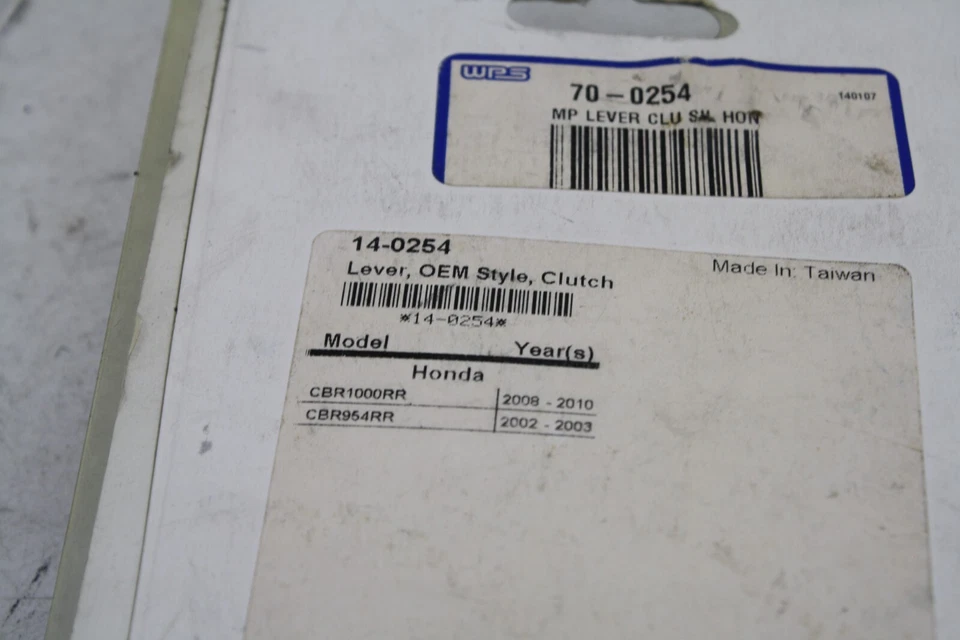 WPS
70-0254
140107
MP LEVER CLU SIL HON
14-0254
Lever, OEM Style, Clutch
Made In: Taiwan
*14-0254*
Model Year(s)
Honda
CBR1000RR 2008 - 2010
CBR954RR 2002 - 2003